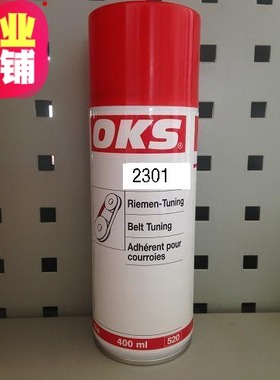 业
铺
OKS®
2301
Riemen-Tuning
Belt Tuning
Adhérent pour
courroies
400 ml
520